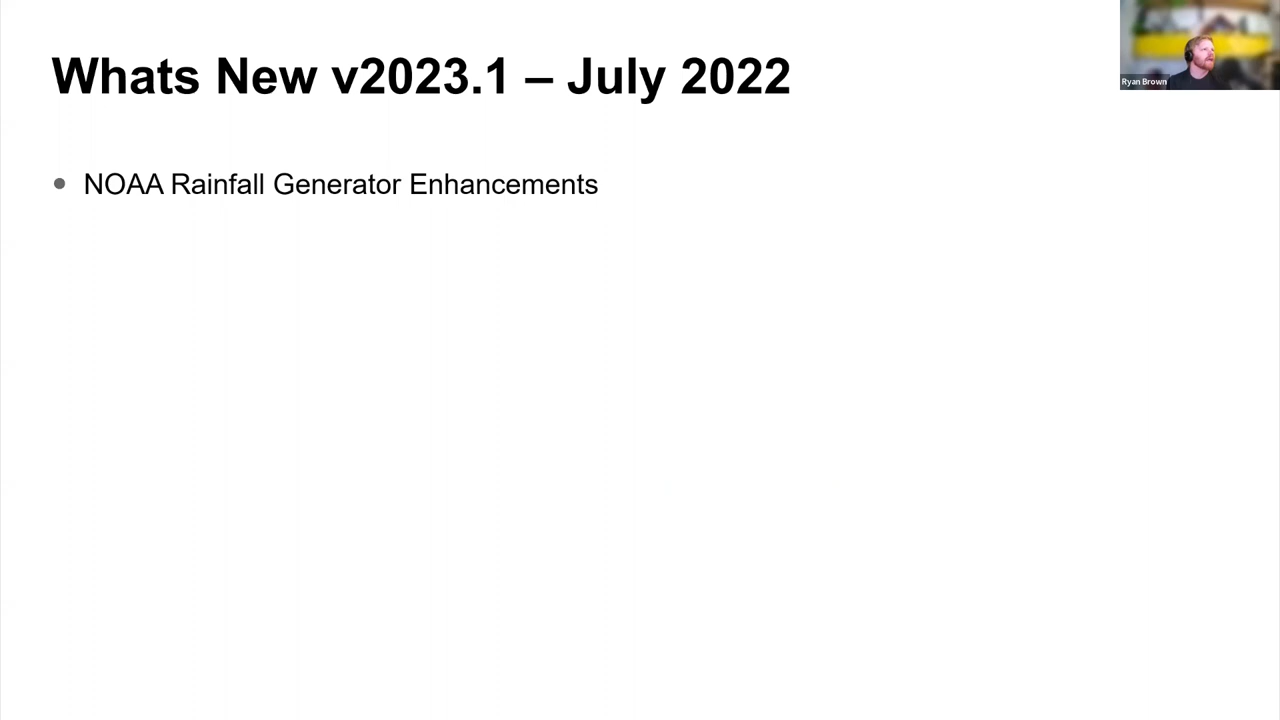 Whats New v2023.1 – July 2022
Ryan Brown
NOAA Rainfall Generator Enhancements